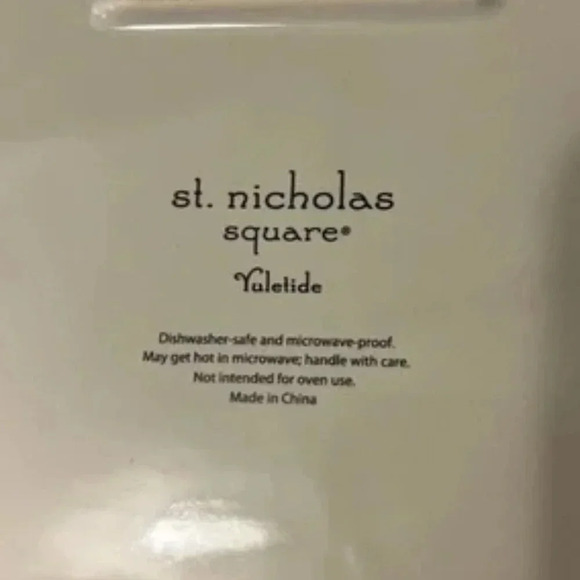 st. nicholas
square®
Yuletide
Dishwasher-safe and microwave-proof.
May get hot in microwave; handle with care.
Not intended for oven use.
Made in China